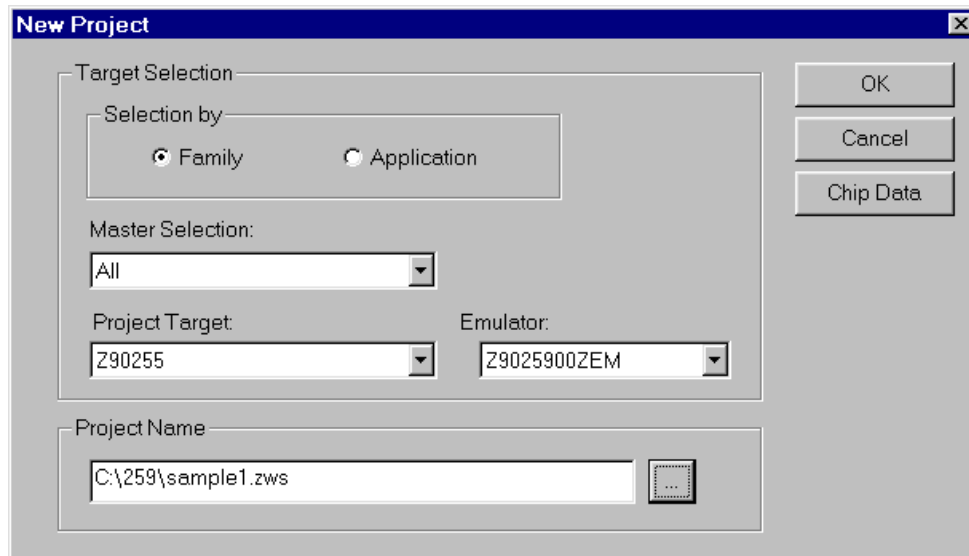 New Project
Target Selection
Selection by
Family
Application
Master Selection:
All
Project Target:
Emulator:
Z90255
Z9025900ZEM
Project Name
C:\259\sample1.zws
...
OK
Cancel
Chip Data